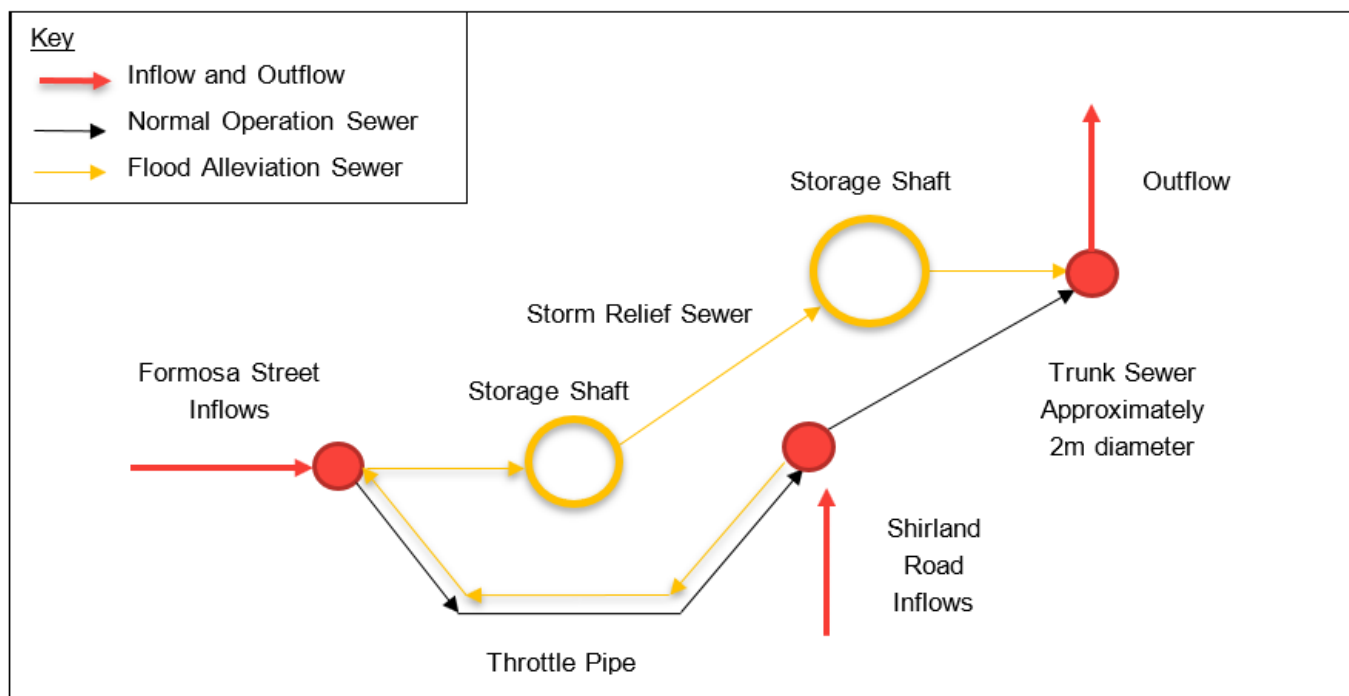 Key
Inflow and Outflow
Normal Operation Sewer
Flood Alleviation Sewer
Storage Shaft
Outflow
Storm Relief Sewer
Formosa Street
Inflows
Storage Shaft
Trunk Sewer
Approximately
2m diameter
Shirland
Road
Inflows
Throttle Pipe